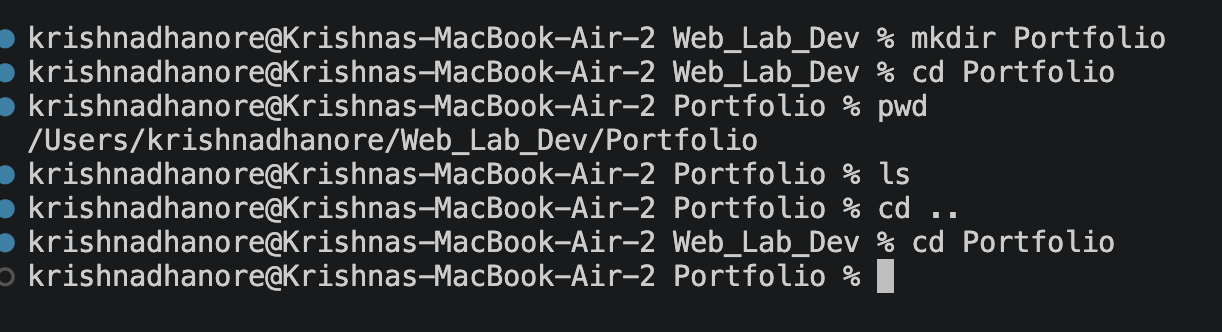 krishnadhanore@Krishnas-MacBook-Air-2 Web_Lab_Dev % mkdir Portfolio
krishnadhanore@Krishnas-MacBook-Air-2 Web_Lab_Dev % cd Portfolio
krishnadhanore@Krishnas-MacBook-Air-2 Portfolio % pwd
/Users/krishnadhanore/Web_Lab_Dev/Portfolio
krishnadhanore@Krishnas-MacBook-Air-2 Portfolio % ls
krishnadhanore@Krishnas-MacBook-Air-2 Portfolio % cd ..
krishnadhanore@Krishnas-MacBook-Air-2 Web_Lab_Dev % cd Portfolio
krishnadhanore@Krishnas-MacBook-Air-2 Portfolio %